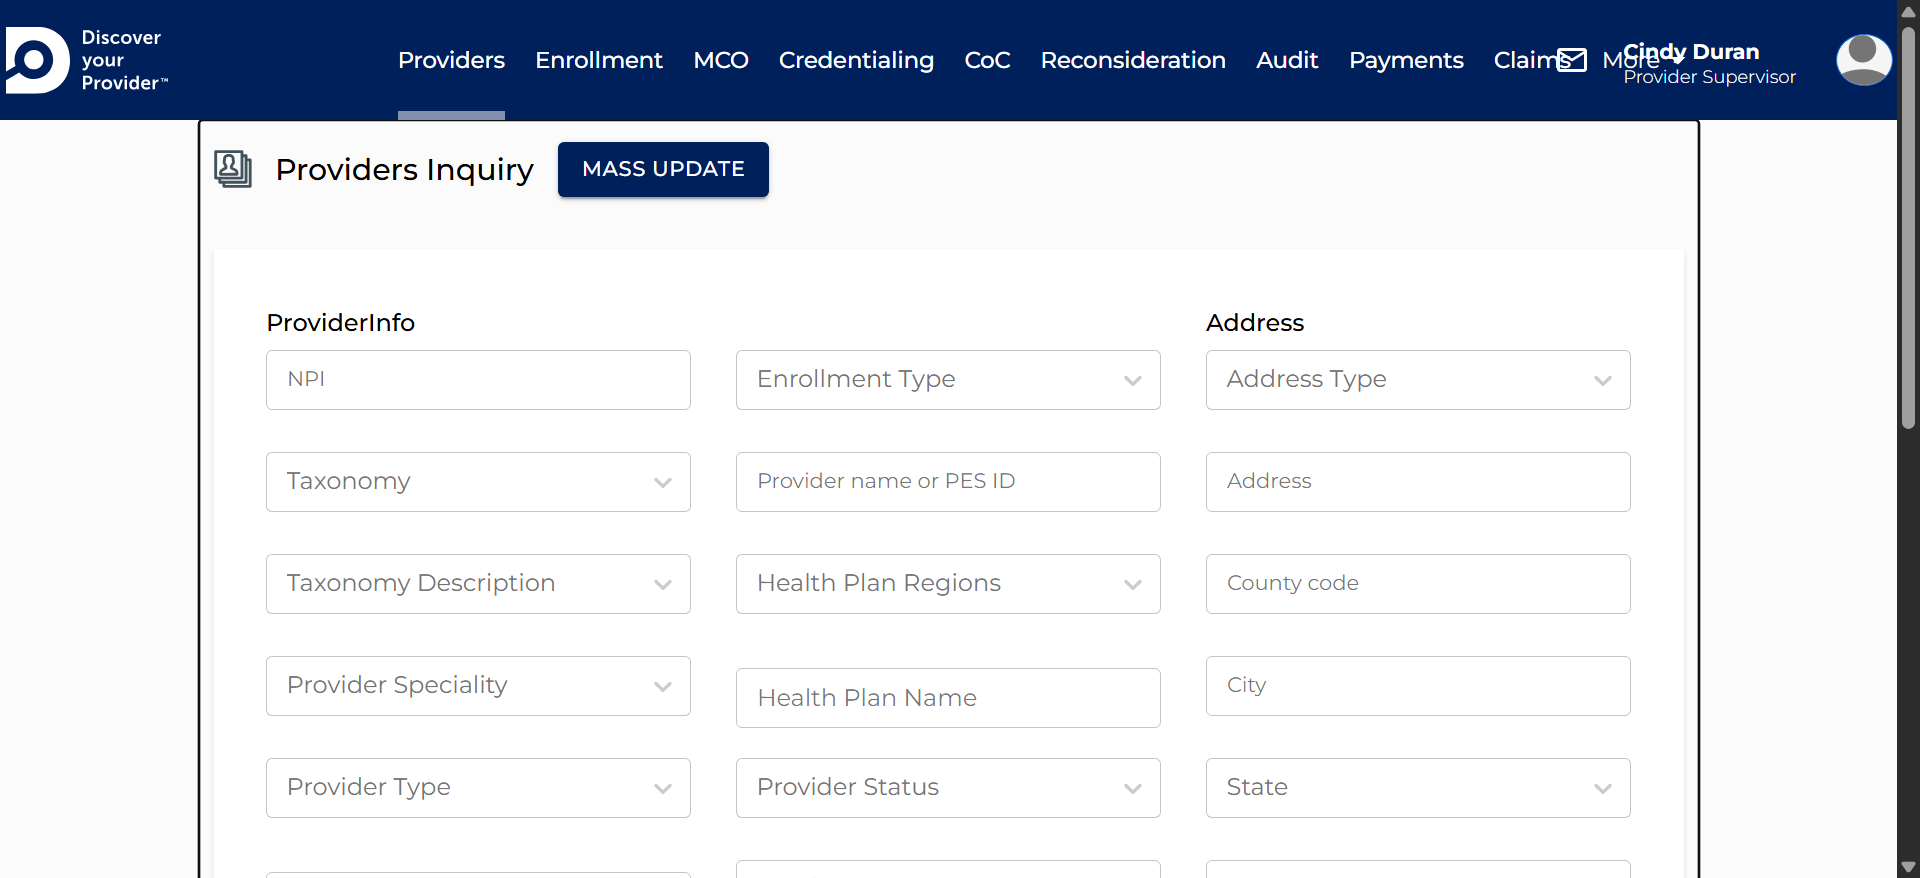 Discover
your
Provider™
Providers Enrollment MCO Credentialing CoC Reconsideration Audit Payments Claims More
Cindy Duran
Provider Supervisor
Providers Inquiry MASS UPDATE
ProviderInfo Address
NPI Enrollment Type Address Type
Taxonomy Provider name or PES ID Address
Taxonomy Description Health Plan Regions County code
Provider Speciality Health Plan Name City
Provider Type Provider Status State